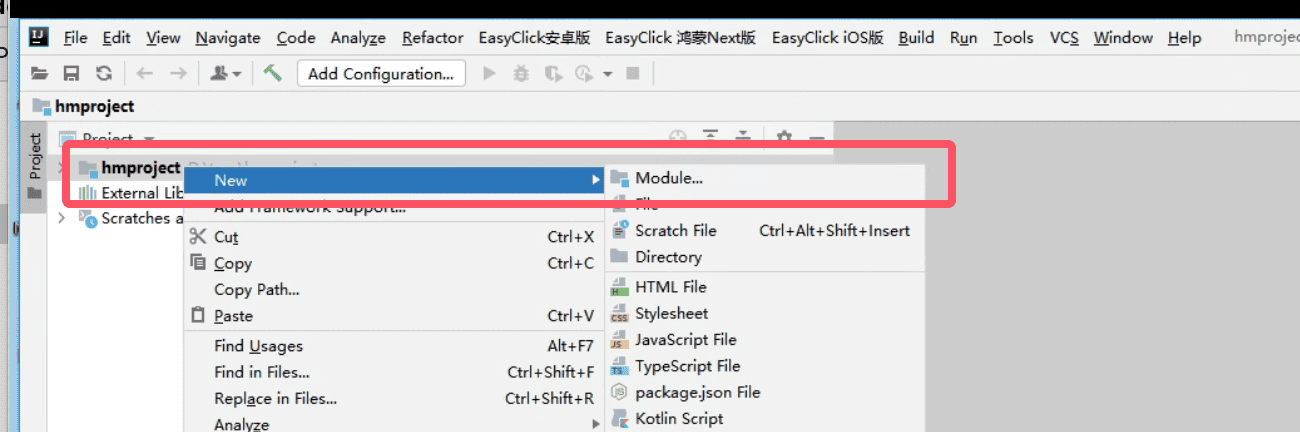 File Edit View Navigate Code Analyze Refactor EasyClick安卓版 EasyClick 鸿蒙Next版 EasyClick iOS版 Build Run Tools VCS Window Help hmprojec
Add Configuration...
hmproject
Project
Project
hmproject
External Lib
Scratches a
New
Add Framework Support...
Cut Ctrl+X
Copy Ctrl+C
Copy Path...
Paste Ctrl+V
Find Usages Alt+F7
Find in Files... Ctrl+Shift+F
Replace in Files... Ctrl+Shift+R
Analyze
Module...
File
Scratch File Ctrl+Alt+Shift+Insert
Directory
HTML File
Stylesheet
JavaScript File
TypeScript File
package.json File
Kotlin Script